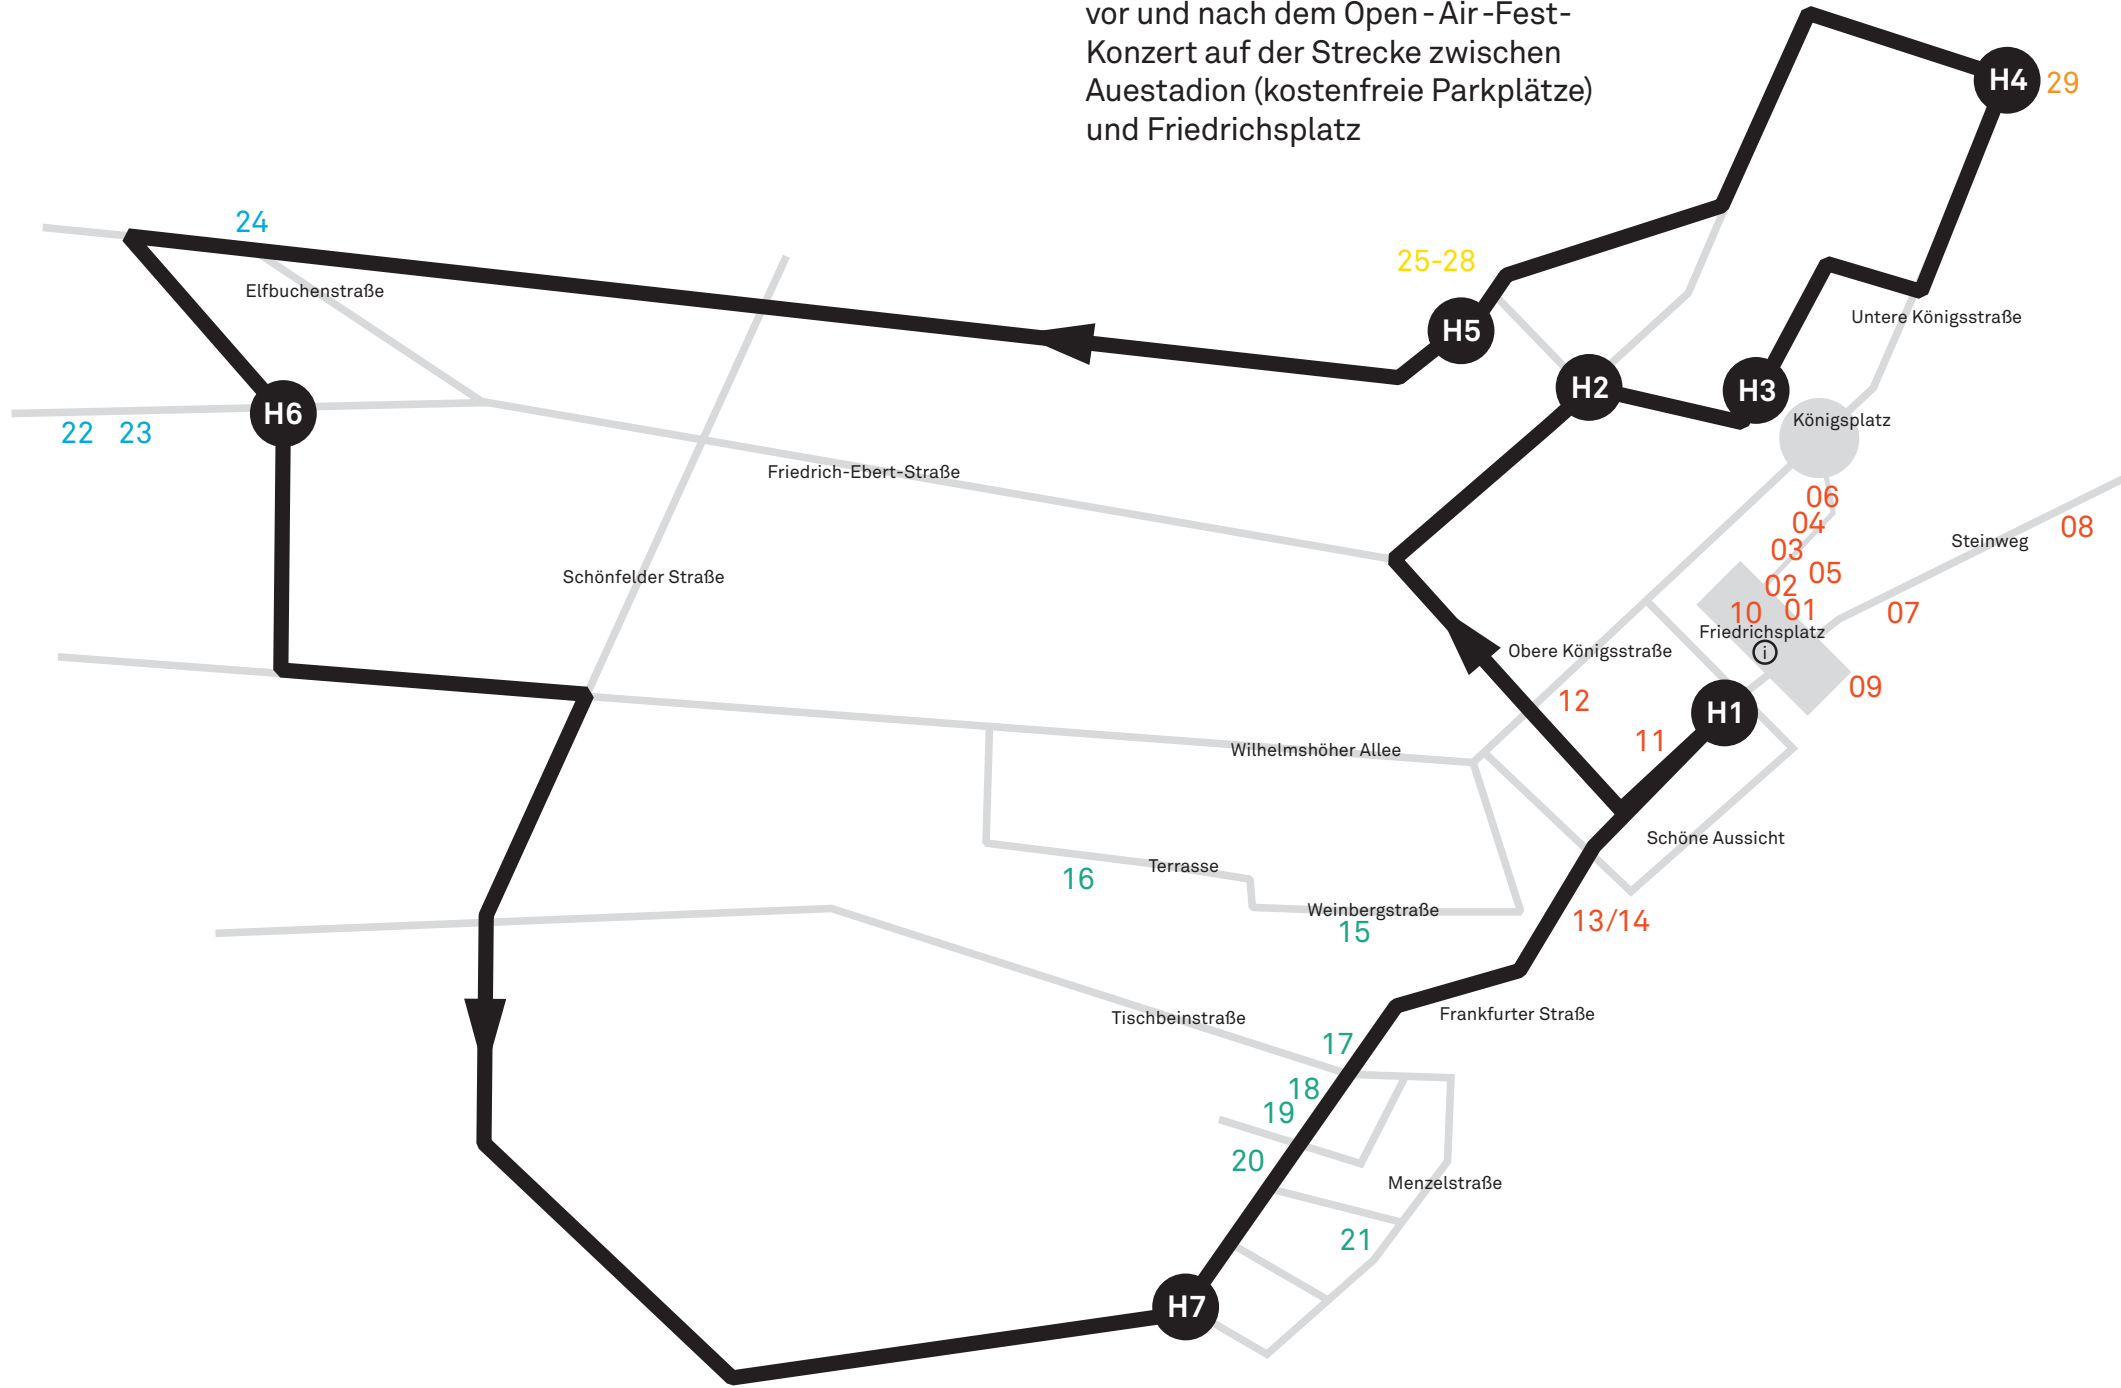 vor und nach dem Open-Air-Fest-
Konzert auf der Strecke zwischen
Auestadion (kostenfreie Parkplätze)
und Friedrichsplatz
H4
29
24
25-28
Elfbuchenstraße
Untere Königsstraße
H5
H2
H3
H6
Königsplatz
22
23
Friedrich-Ebert-Straße
06
04
08
Steinweg
03
05
Schönfelder Straße
02
10
01
07
Friedrichsplatz
i
Obere Königsstraße
09
12
H1
11
Wilhelmshöher Allee
Schöne Aussicht
Terrasse
16
Weinbergstraße
13/14
15
Frankfurter Straße
Tischbeinstraße
17
18
19
20
Menzelstraße
21
H7